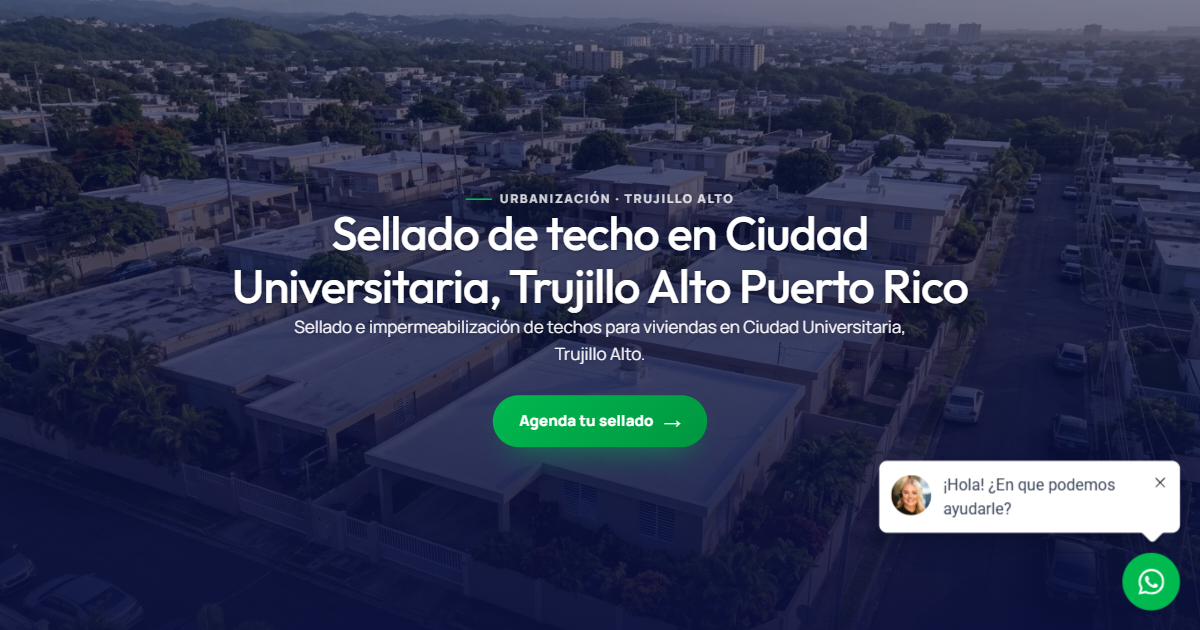 URBANIZACIÓN · TRUJILLO ALTO
Sellado de techo en Ciudad
Universitaria, Trujillo Alto Puerto Rico
Sellado e impermeabilización de techos para viviendas en Ciudad Universitaria,
Trujillo Alto.
Agenda tu sellado →
¡Hola! ¿En que podemos
ayudarle?